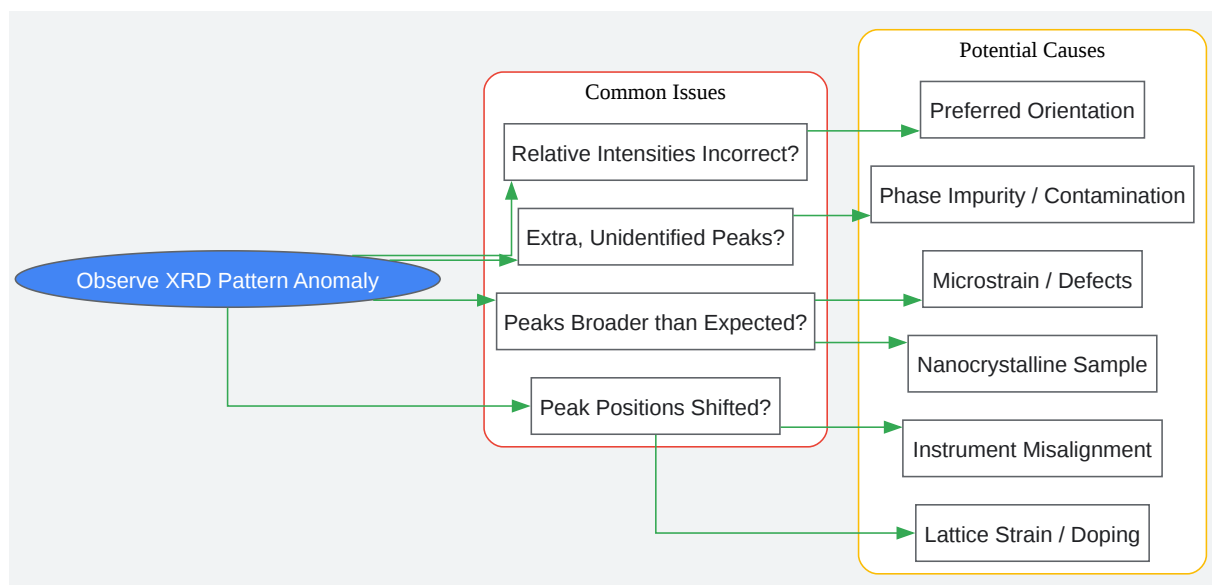 Observe XRD Pattern Anomaly
Common Issues
Relative Intensities Incorrect?
Extra, Unidentified Peaks?
Peaks Broader than Expected?
Peak Positions Shifted?
Potential Causes
Preferred Orientation
Phase Impurity / Contamination
Microstrain / Defects
Nanocrystalline Sample
Instrument Misalignment
Lattice Strain / Doping